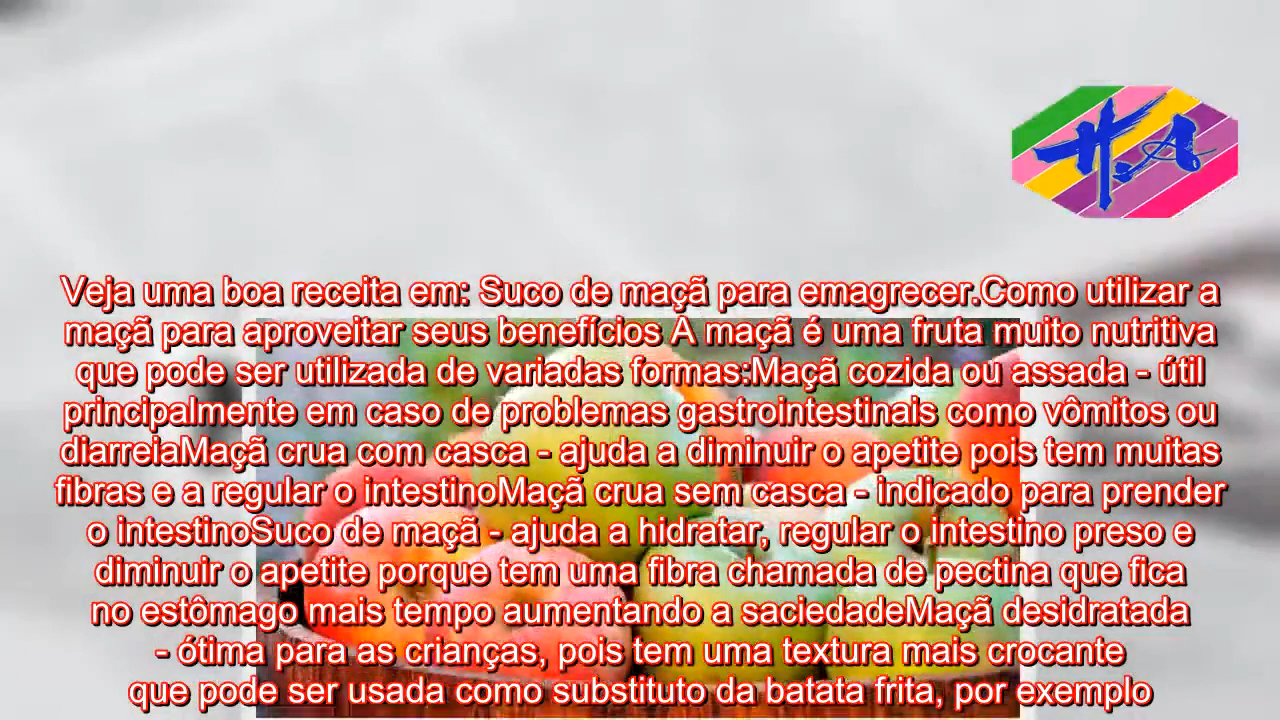 H.A
Veja uma boa receita em: Suco de maçã para emagrecer.Como utilizar a
maçã para aproveitar seus benefícios A maçã é uma fruta muito nutritiva
que pode ser utilizada de variadas formas:Maçã cozida ou assada - útil
principalmente em caso de problemas gastrointestinais como vômitos ou
diarreiaMaçã crua com casca - ajuda a diminuir o apetite pois tem muitas
fibras e a regular o intestinoMaçã crua sem casca - indicado para prender
o intestinoSuco de maçã - ajuda a hidratar, regular o intestino preso e
diminuir o apetite porque tem uma fibra chamada de pectina que fica
no estômago mais tempo aumentando a saciedadeMaçã desidratada
- ótima para as crianças, pois tem uma textura mais crocante
que pode ser usada como substituto da batata frita, por exemplo